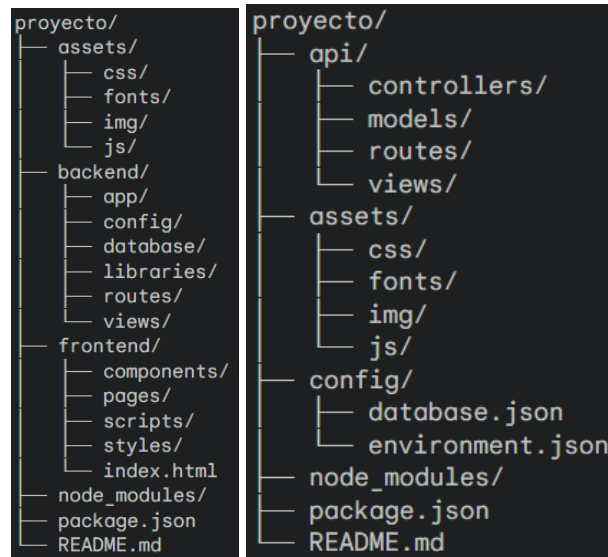 proyecto/
├── assets/
│   ├── css/
│   ├── fonts/
│   ├── img/
│   └── js/
├── backend/
│   ├── app/
│   ├── config/
│   ├── database/
│   ├── libraries/
│   ├── routes/
│   └── views/
├── frontend/
│   ├── components/
│   ├── pages/
│   ├── scripts/
│   ├── styles/
│   └── index.html
├── node_modules/
├── package.json
└── README.md
proyecto/
├── api/
│   ├── controllers/
│   ├── models/
│   ├── routes/
│   └── views/
├── assets/
│   ├── css/
│   ├── fonts/
│   ├── img/
│   └── js/
├── config/
│   ├── database.json
│   └── environment.json
├── node_modules/
├── package.json
└── README.md